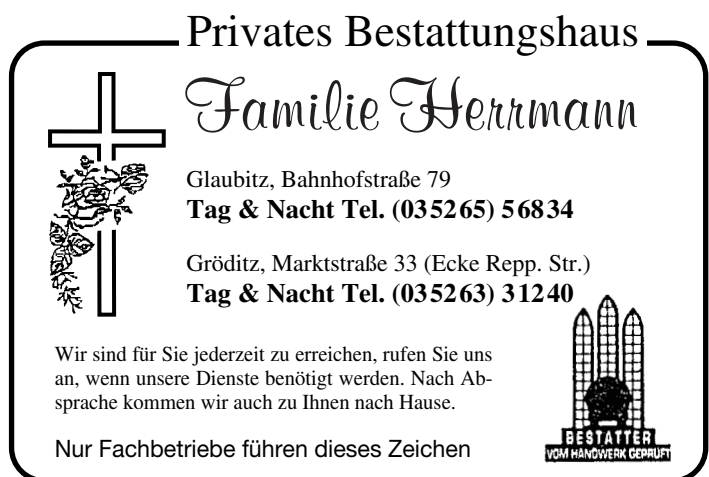 Privates Bestattungshaus
Familie Herrmann
Glaubitz, Bahnhofstraße 79
Tag & Nacht Tel. (035265) 56834
Gröditz, Marktstraße 33 (Ecke Repp. Str.)
Tag & Nacht Tel. (035263) 31240
Wir sind für Sie jederzeit zu erreichen, rufen Sie uns
an, wenn unsere Dienste benötigt werden. Nach Ab-
sprache kommen wir auch zu Ihnen nach Hause.
Nur Fachbetriebe führen dieses Zeichen
BESTATTER
VOM HANDWERK GEPRÜFT